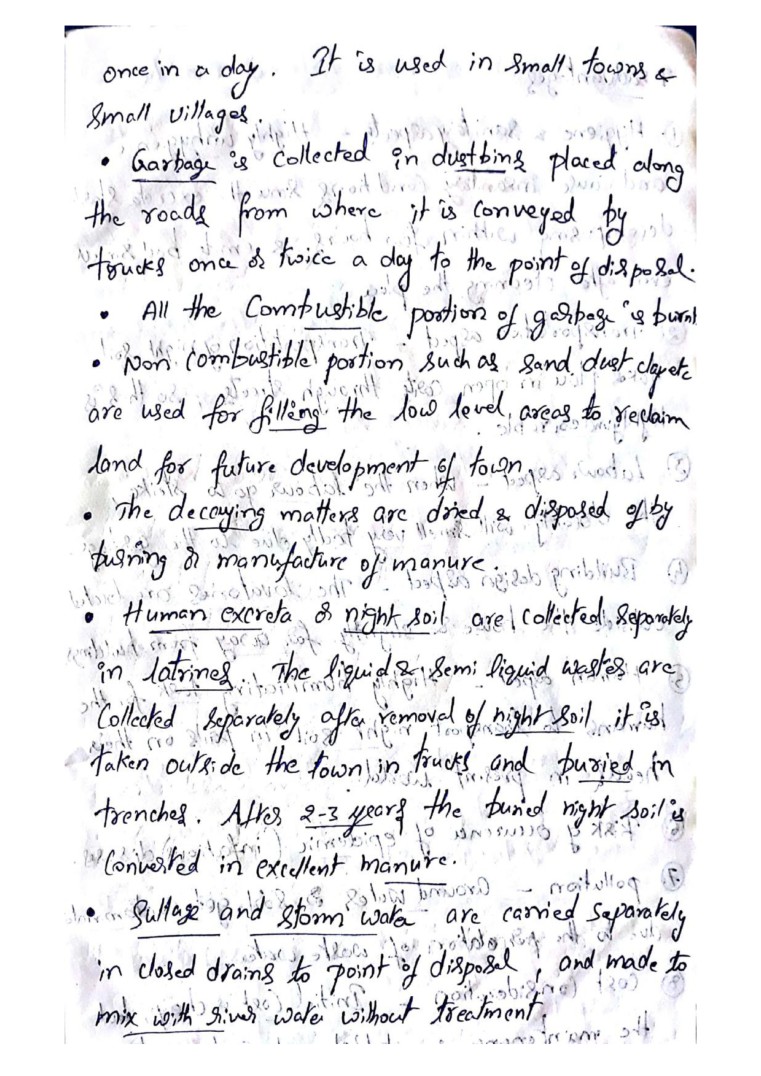 once in a day. It is used in small towns &
small villages.
• Garbage is collected in dustbins placed along
the roads from where it is conveyed by
trucks once or twice a day to the point of disposal.
• All the Combustible portion of garbage is burnt
• Non combustible portion such as sand, dust, clay etc
are used for filling the low level areas to reclaim
land for future development of town.
• The decaying matters are dried & disposed of by
burning or manufacture of manure.
• Human excreta or night soil are collected separately
in latrines. The liquid & semi liquid wastes are
collected separately after removal of night soil it is
taken outside the town in trucks and buried in
trenches. After 2-3 years the buried night soil is
Converted in excellent manure.
• Sullage and storm water are carried separately
in closed drains to point of disposal, and made to
mix with river water without treatment.